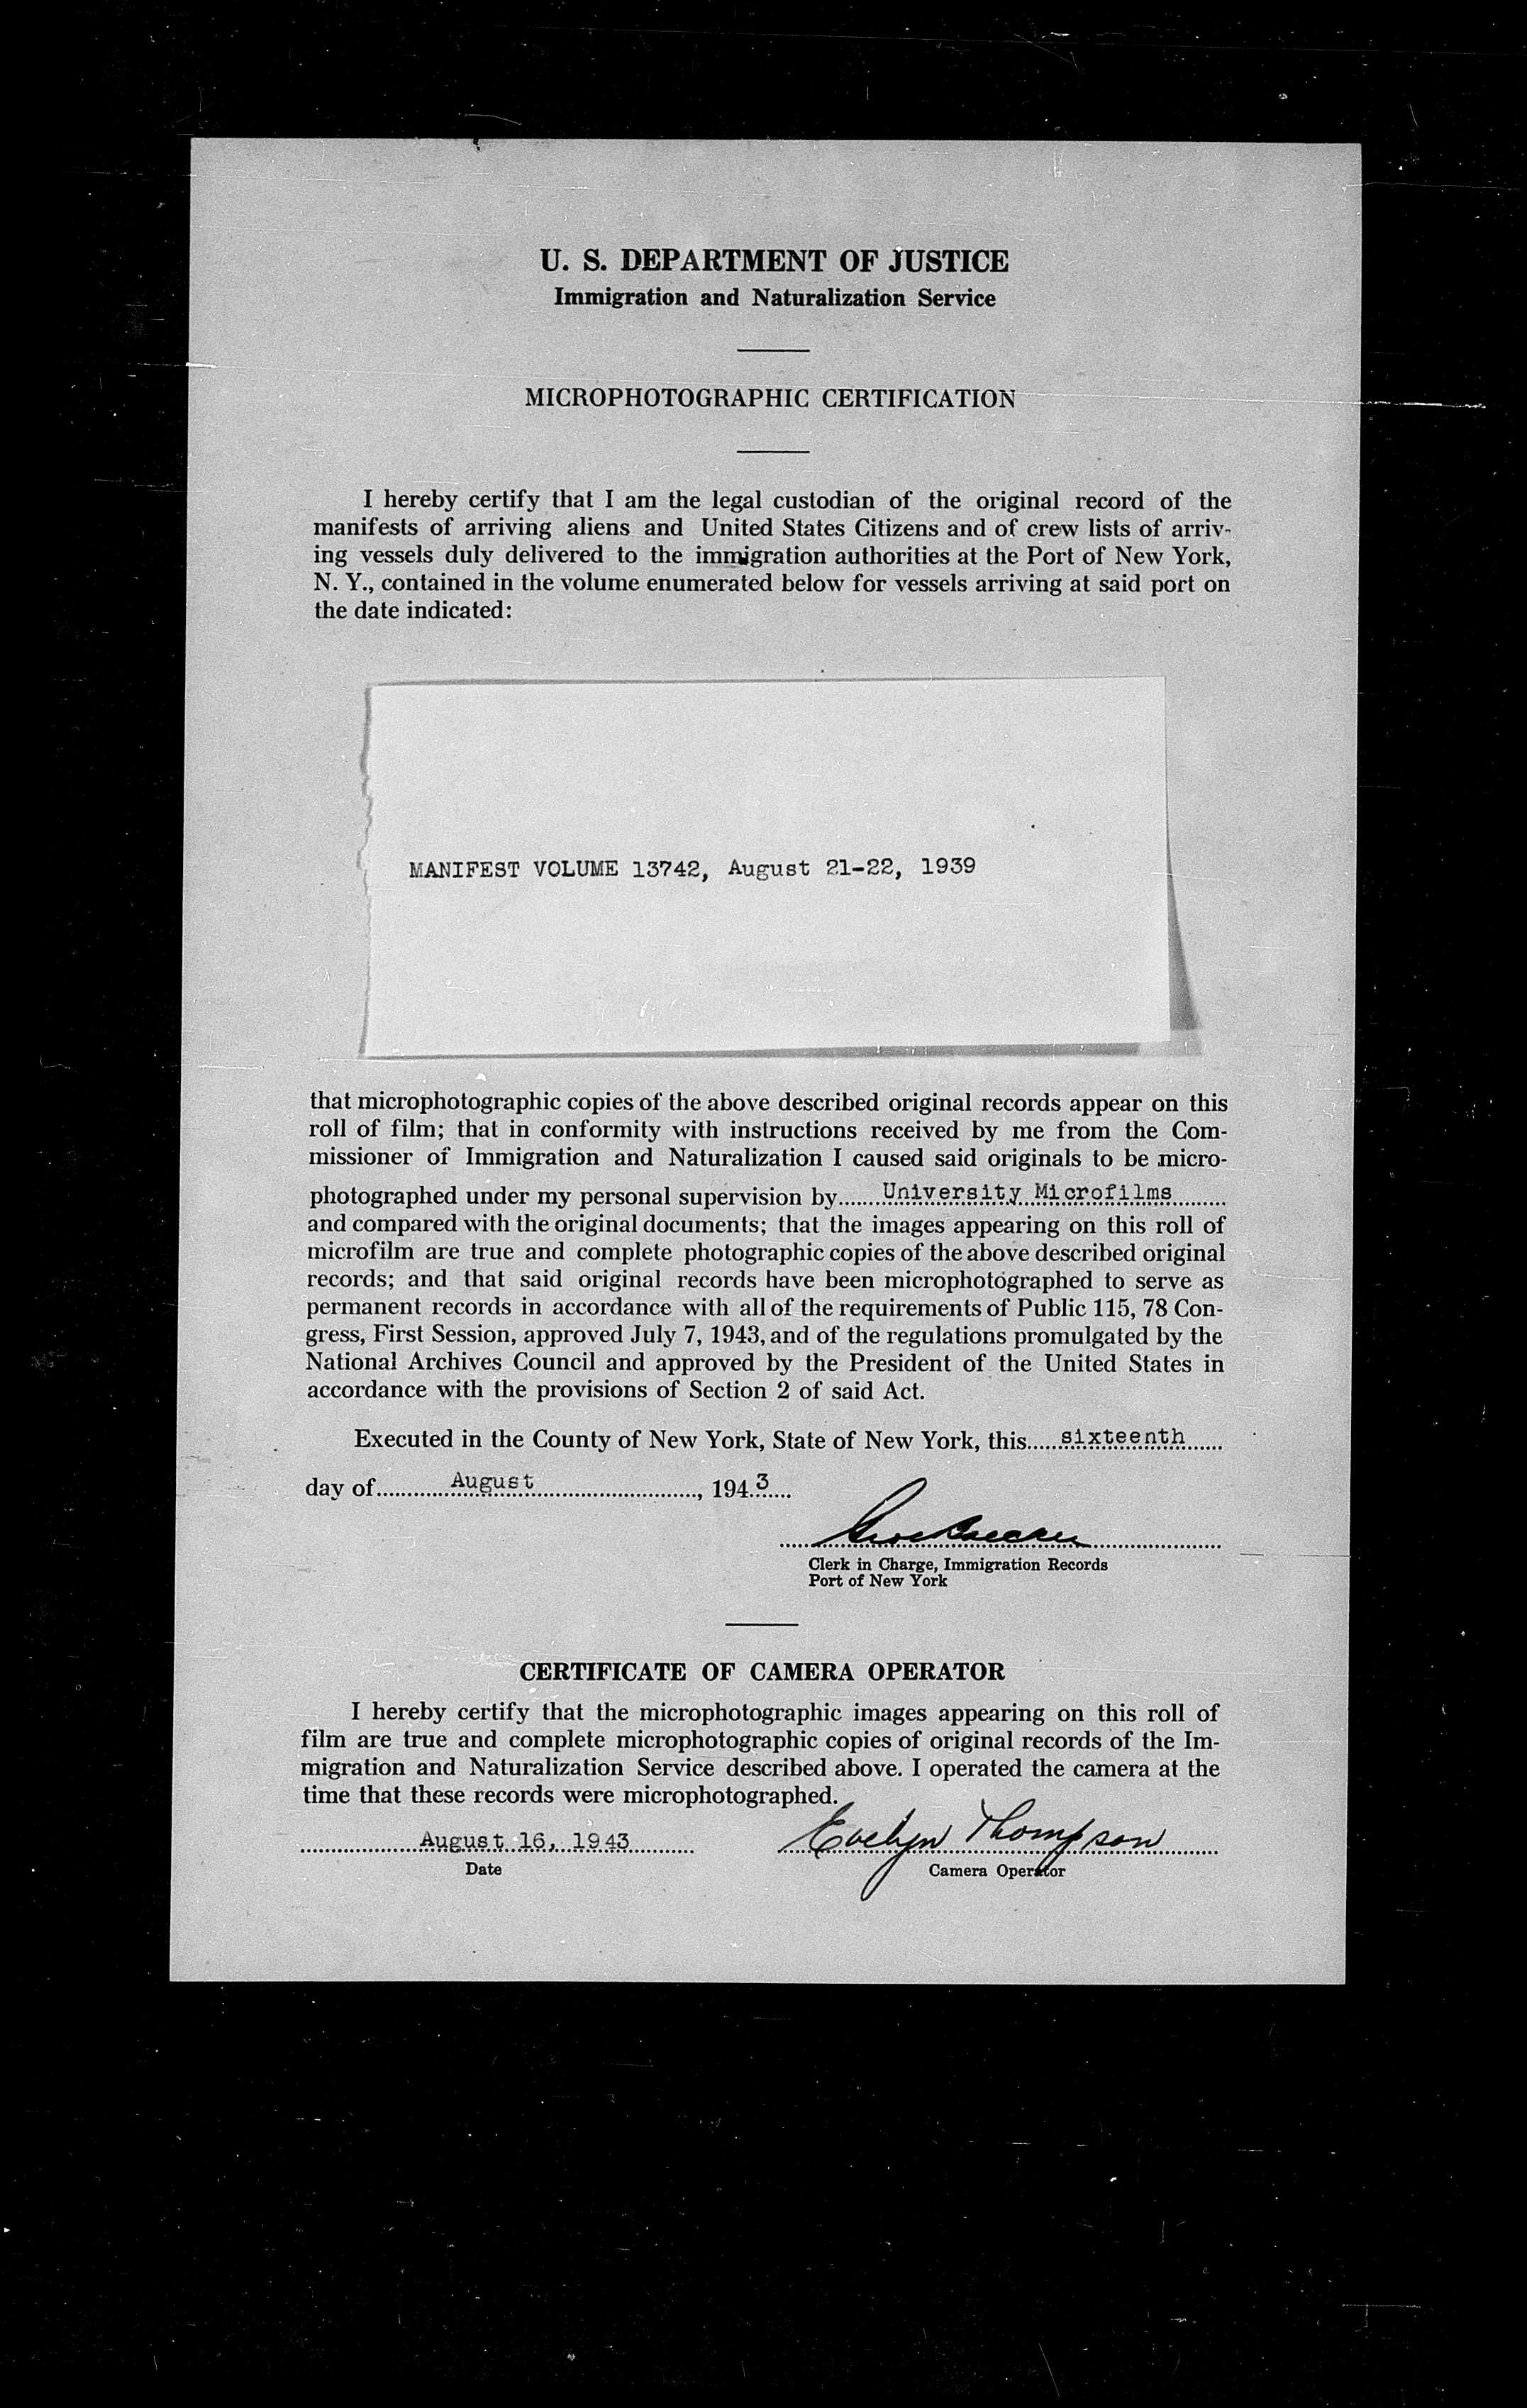 U. S. DEPARTMENT OF JUSTICE
Immigration and Naturalization Service
MICROPHOTOGRAPHIC CERTIFICATION
I hereby certify that I am the legal custodian of the original record of the
manifests of arriving aliens and United States Citizens and of crew lists of arriv-
ing vessels duly delivered to the immigration authorities at the Port of New York,
N. Y., contained in the volume enumerated below for vessels arriving at said port on
the date indicated:
MANIFEST VOLUME 13742, August 21-22, 1939
that microphotographic copies of the above described original records appear on this
roll of film; that in conformity with instructions received by me from the Com-
missioner of Immigration and Naturalization I caused said originals to be micro-
photographed under my personal supervision by University Microfilms
and compared with the original documents; that the images appearing on this roll of
microfilm are true and complete photographic copies of the above described original
records; and that said original records have been microphotographed to serve as
permanent records in accordance with all of the requirements of Public 115, 78 Con-
gress, First Session, approved July 7, 1943, and of the regulations promulgated by the
National Archives Council and approved by the President of the United States in
accordance with the provisions of Section 2 of said Act.
Executed in the County of New York, State of New York, this sixteenth
day of August, 1943
Clerk in Charge, Immigration Records
Port of New York
CERTIFICATE OF CAMERA OPERATOR
I hereby certify that the microphotographic images appearing on this roll of
film are true and complete microphotographic copies of original records of the Im-
migration and Naturalization Service described above. I operated the camera at the
time that these records were microphotographed.
August 16, 1943 Evelyn Thompson
Date Camera Operator